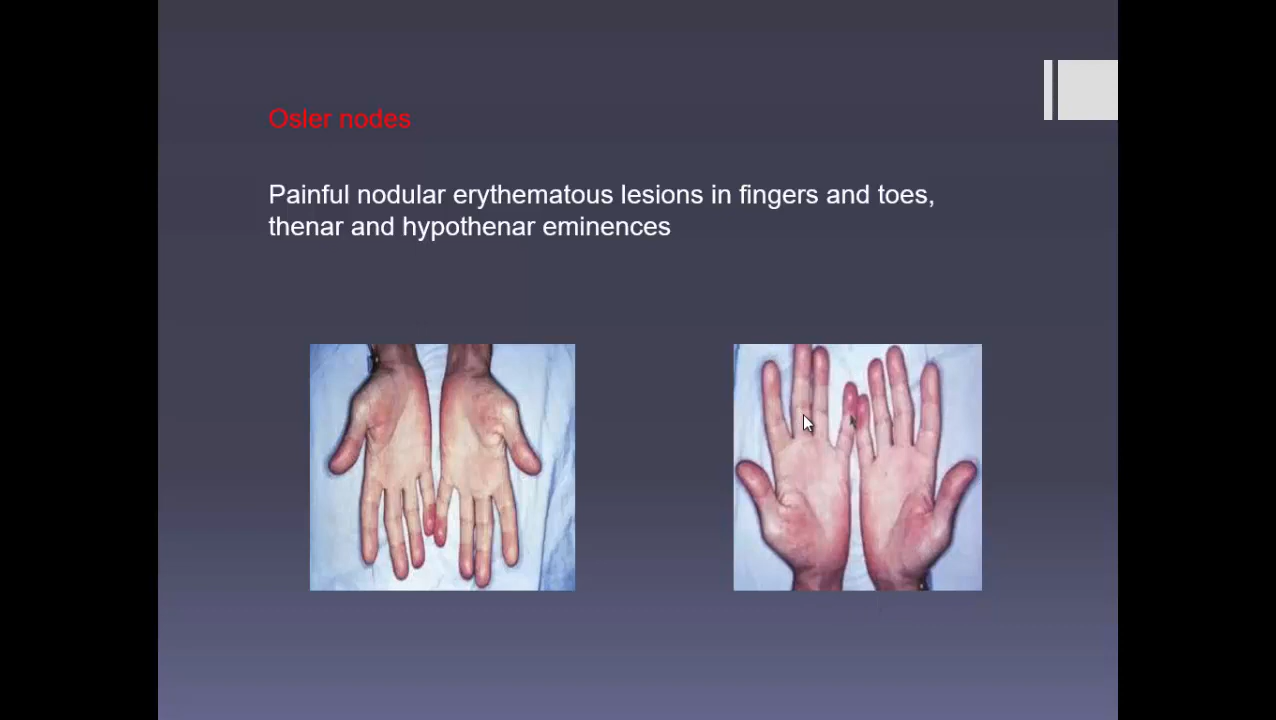 Osler nodes
Painful nodular erythematous lesions in fingers and toes,
thenar and hypothenar eminences